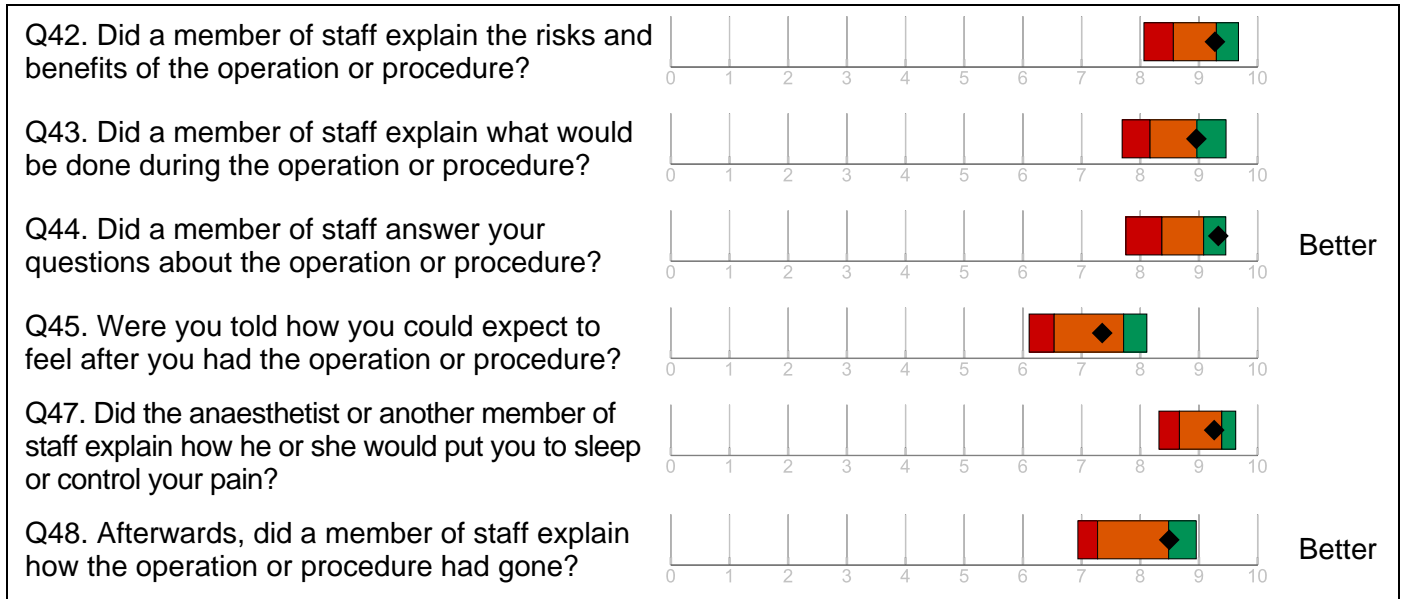 Q42. Did a member of staff explain the risks and
benefits of the operation or procedure?
0 1 2 3 4 5 6 7 8 9 10
Q43. Did a member of staff explain what would
be done during the operation or procedure?
0 1 2 3 4 5 6 7 8 9 10
Q44. Did a member of staff answer your
questions about the operation or procedure?
Better
0 1 2 3 4 5 6 7 8 9 10
Q45. Were you told how you could expect to
feel after you had the operation or procedure?
0 1 2 3 4 5 6 7 8 9 10
Q47. Did the anaesthetist or another member of
staff explain how he or she would put you to sleep
or control your pain?
0 1 2 3 4 5 6 7 8 9 10
Q48. Afterwards, did a member of staff explain
how the operation or procedure had gone?
Better
0 1 2 3 4 5 6 7 8 9 10